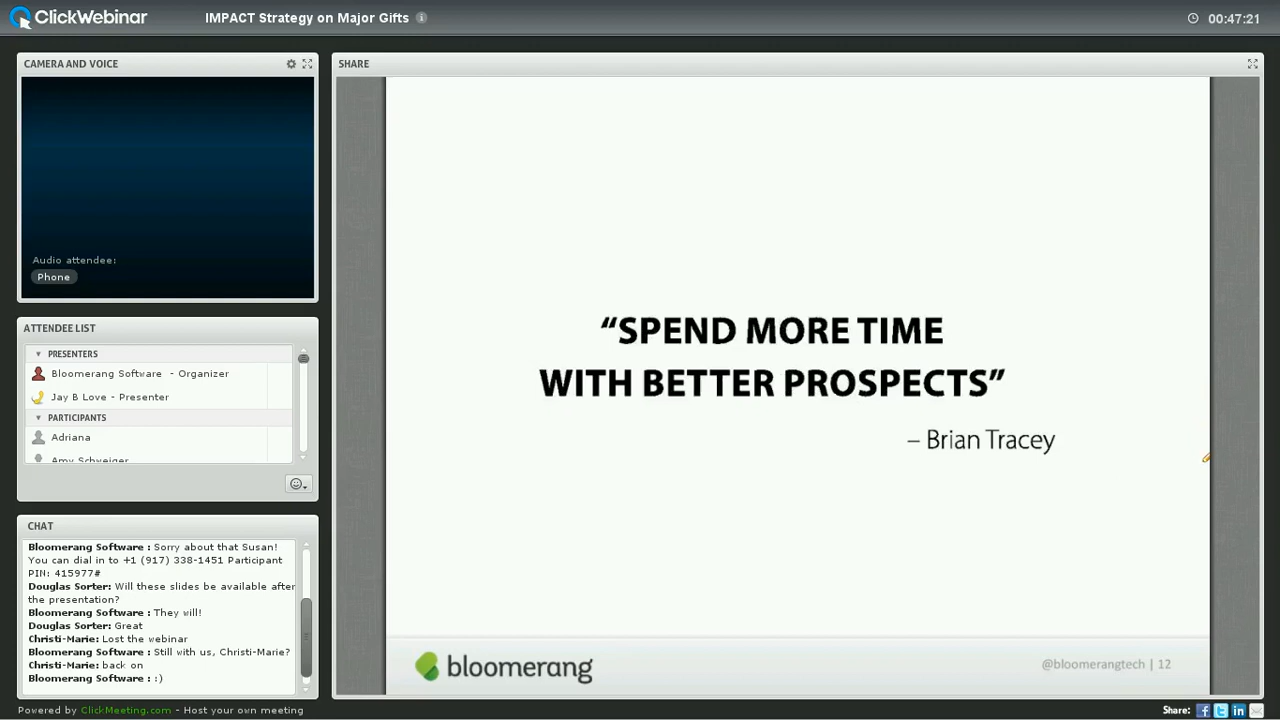 ClickWebinar
IMPACT Strategy on Major Gifts
00:47:21
CAMERA AND VOICE
Audio attendee:
Phone
ATTENDEE LIST
PRESENTERS
Bloomerang Software - Organizer
Jay B Love - Presenter
PARTICIPANTS
Adriana
Amy Schweiger
CHAT
Bloomerang Software : Sorry about that Susan!
You can dial in to +1 (917) 338-1451 Participant
PIN: 415977#
Douglas Sorter: Will these slides be available after
the presentation?
Bloomerang Software : They will!
Douglas Sorter: Great
Christi-Marie: Lost the webinar
Bloomerang Software : Still with us, Christi-Marie?
Christi-Marie: back on
Bloomerang Software : :)
SHARE
“SPEND MORE TIME
WITH BETTER PROSPECTS”
– Brian Tracey
bloomerang
@bloomerangtech | 12
Powered by ClickMeeting.com - Host your own meeting
Share: